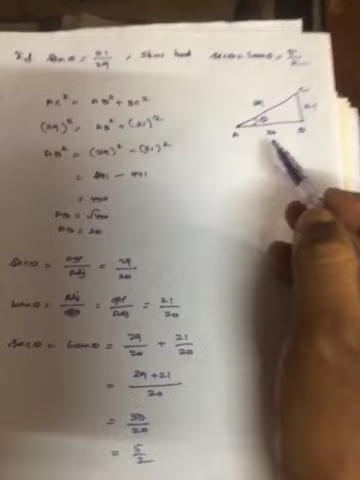 If Sinθ = 21/29, show that Secθ + tanθ = 5/2
AC² = AB² + BC²
(29)² = AB² + (21)²
AB² = (29)² - (21)²
= 841 - 441
= 400
AB = √400
AB = 20
29
θ
A
20
B
Secθ = hyp/Adj = 29/20
tanθ = = opp/Adj = 21/20
Secθ + tanθ = 29/20 + 21/20
= 29+21/20
= 50/20
= 5/2